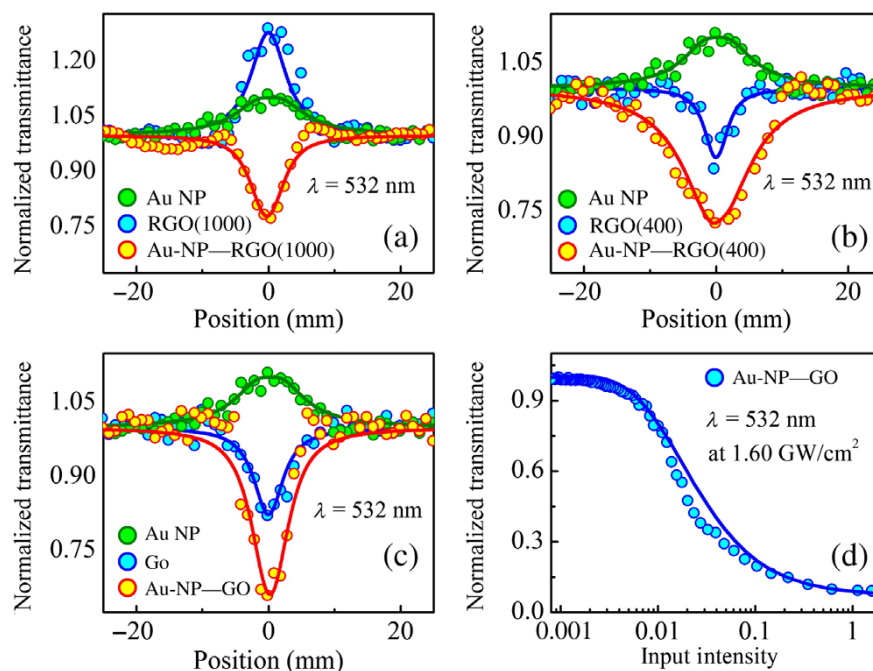 Normalized transmittance
1.20
1.05
0.90
0.75
Au NP
RGO(1000)
Au-NP—RGO(1000)
λ = 532 nm
(a)
−20
0
20
Position (mm)
Normalized transmittance
1.05
0.90
0.75
Au NP
RGO(400)
Au-NP—RGO(400)
λ = 532 nm
(b)
−20
0
20
Position (mm)
Normalized transmittance
1.05
0.90
0.75
Au NP
Go
Au-NP—GO
λ = 532 nm
(c)
−20
0
20
Position (mm)
Normalized transmittance
0.9
0.6
0.3
0.0
Au-NP—GO
λ = 532 nm
at 1.60 GW/cm²
(d)
0.001
0.01
0.1
1
Input intensity